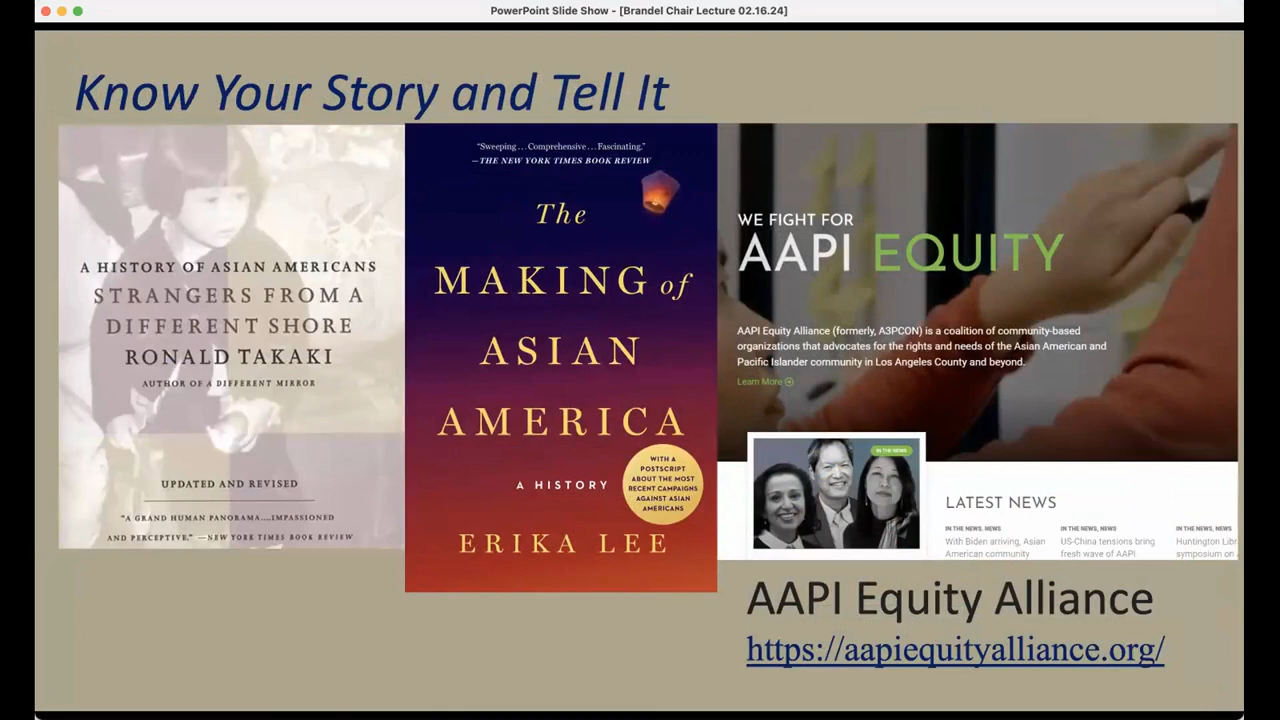 PowerPoint Slide Show - [Brandel Chair Lecture 02.16.24]
Know Your Story and Tell It
A HISTORY OF ASIAN AMERICANS
STRANGERS FROM A
DIFFERENT SHORE
RONALD TAKAKI
AUTHOR OF A DIFFERENT MIRROR
UPDATED AND REVISED
"A GRAND HUMAN PANORAMA....IMPASSIONED
AND PERCEPTIVE." —NEW YORK TIMES BOOK REVIEW
"Sweeping . . . Comprehensive . . . Fascinating."
—THE NEW YORK TIMES BOOK REVIEW
The
MAKING of
ASIAN
AMERICA
A HISTORY
WITH A
POSTSCRIPT
ABOUT THE MOST
RECENT CAMPAIGNS
AGAINST ASIAN
AMERICANS
ERIKA LEE
WE FIGHT FOR
AAPI EQUITY
AAPI Equity Alliance (formerly, A3PCON) is a coalition of community-based
organizations that advocates for the rights and needs of the Asian American and
Pacific Islander community in Los Angeles County and beyond.
Learn More
IN THE NEWS
LATEST NEWS
IN THE NEWS, NEWS
With Biden arriving, Asian
American community
IN THE NEWS, NEWS
US-China tensions bring
fresh wave of AAPI
IN THE NEWS, NEWS
Huntington Libr
symposium on
AAPI Equity Alliance
https://aapiequityalliance.org/